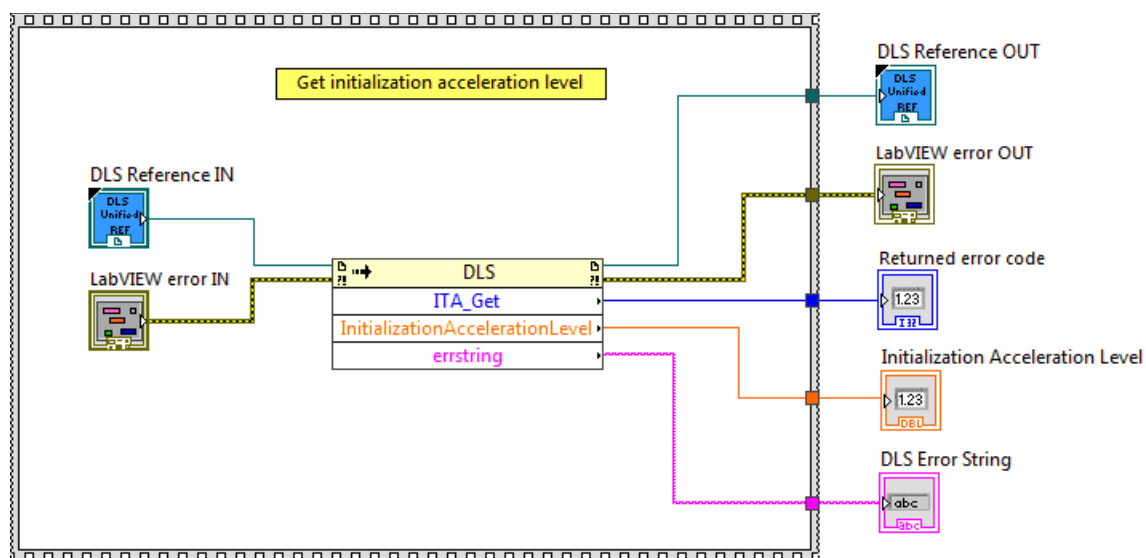 Get initialization acceleration level
DLS Reference OUT
DLS
Unified
REF
LabVIEW error OUT
DLS Reference IN
DLS
Unified
REF
LabVIEW error IN
?! DLS ?!
ITA_Get
InitializationAccelerationLevel
errstring
Returned error code
1.23
I32
Initialization Acceleration Level
1.23
DBL
DLS Error String
abc
abc